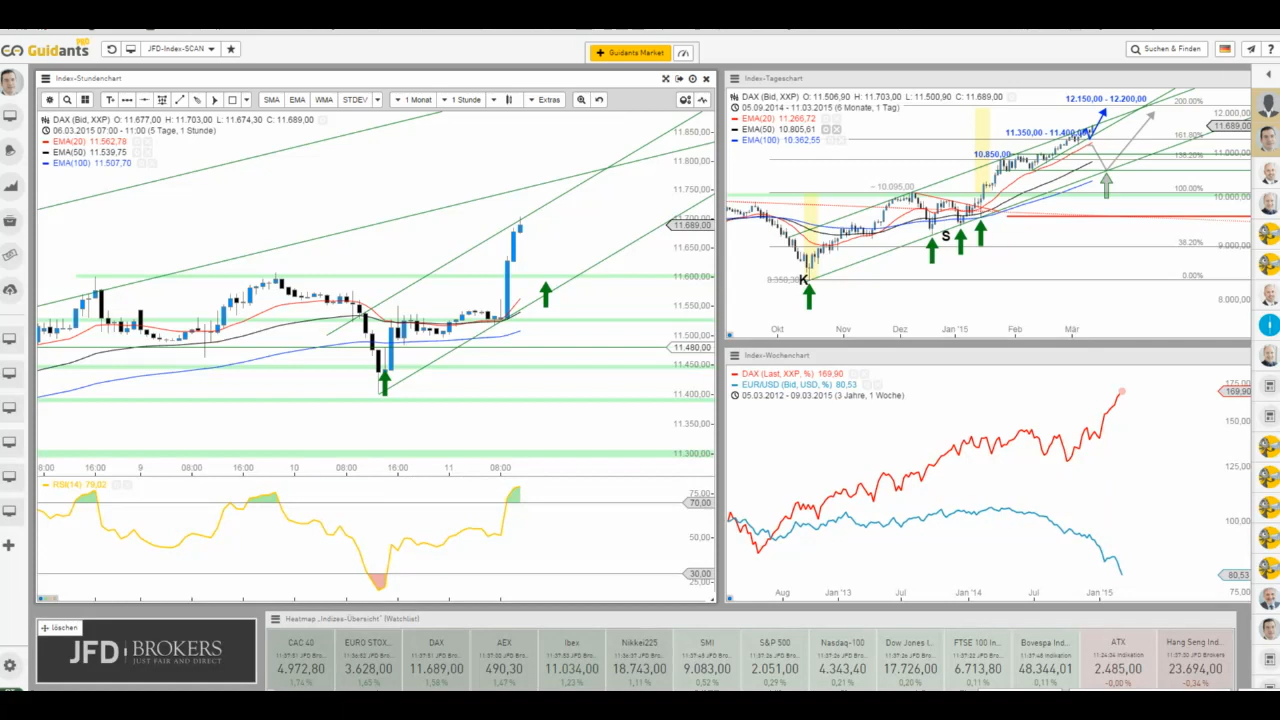 Guidants PRO
JFD-Index-SCAN
Guidants Market
Suchen & Finden
Index-Stundenchart
SMA EMA WMA STDEV 1 Monat 1 Stunde Extras
DAX (Bid, XXP) O: 11.677,00 H: 11.703,00 L: 11.674,30 C: 11.689,00
06.03.2015 07:00 - 11:00 (5 Tage, 1 Stunde)
EMA(20) 11.562,78
EMA(50) 11.539,75
EMA(100) 11.507,70
11.850,00
11.800,00
11.750,00
11.700,00
11.689,00
11.650,00
11.600,00
11.550,00
11.500,00
11.480,00
11.450,00
11.400,00
11.350,00
11.300,00
8:00 16:00 9 08:00 16:00 10 08:00 16:00 11 08:00
RSI(14) 79,02
75,00
70,00
50,00
30,00
25,00
Index-Tageschart
DAX (Bid, XXP) O: 11.506,90 H: 11.703,00 L: 11.500,90 C: 11.689,00
05.09.2014 - 11.03.2015 (6 Monate, 1 Tag)
EMA(20) 11.266,72
EMA(50) 10.805,61
EMA(100) 10.362,55
12.150,00 - 12.200,00
11.350,00 - 11.400,00
10.850,00
~ 10.095,00
8.350,30
K
S
200.00%
161.80%
100.00%
38.20%
0.00%
12.000,00
11.689,00
11.000,00
10.000,00
9.000,00
8.000,00
Okt Nov Dez Jan '15 Feb Mär
Index-Wochenchart
DAX (Last, XXP, %) 169,90
EUR/USD (Bid, USD, %) 80,53
05.03.2012 - 09.03.2015 (3 Jahre, 1 Woche)
175,00
169,90
150,00
125,00
100,00
80,53
75,00
Aug Jan '13 Jul Jan '14 Jul Jan '15
löschen
JFD BROKERS
JUST FAIR AND DIRECT
Heatmap „Indizes-Übersicht" (Watchlist)
CAC 40 EURO STOX... DAX AEX Ibex Nikkei225 SMI S&P 500 Nasdaq-100 Dow Jones I... FTSE 100 In... Bovespa Ind... ATX Hang Seng Ind...
4.972,80 3.628,00 11.689,00 490,30 11.034,00 18.743,00 9.083,00 2.051,00 4.343,40 17.726,00 6.713,80 48.344,01 2.485,00 23.694,00
1,74 % 1,65 % 1,58 % 1,47 % 1,23 % 1,11 % 0,52 % 0,29 % 0,21 % 0,20 % 0,11 % 0,11 % -0,00 % -0,34 %